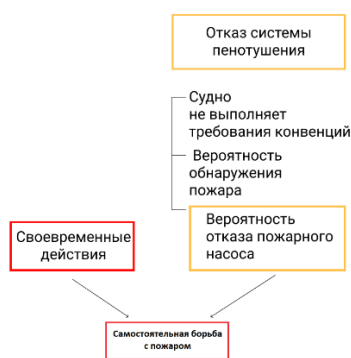 Отказ системы
пенотушения
Судно
не выполняет
требования конвенций
Вероятность
обнаружения
пожара
Вероятность
отказа пожарного
насоса
Своевременные
действия
Самостоятельная борьба
с пожаром